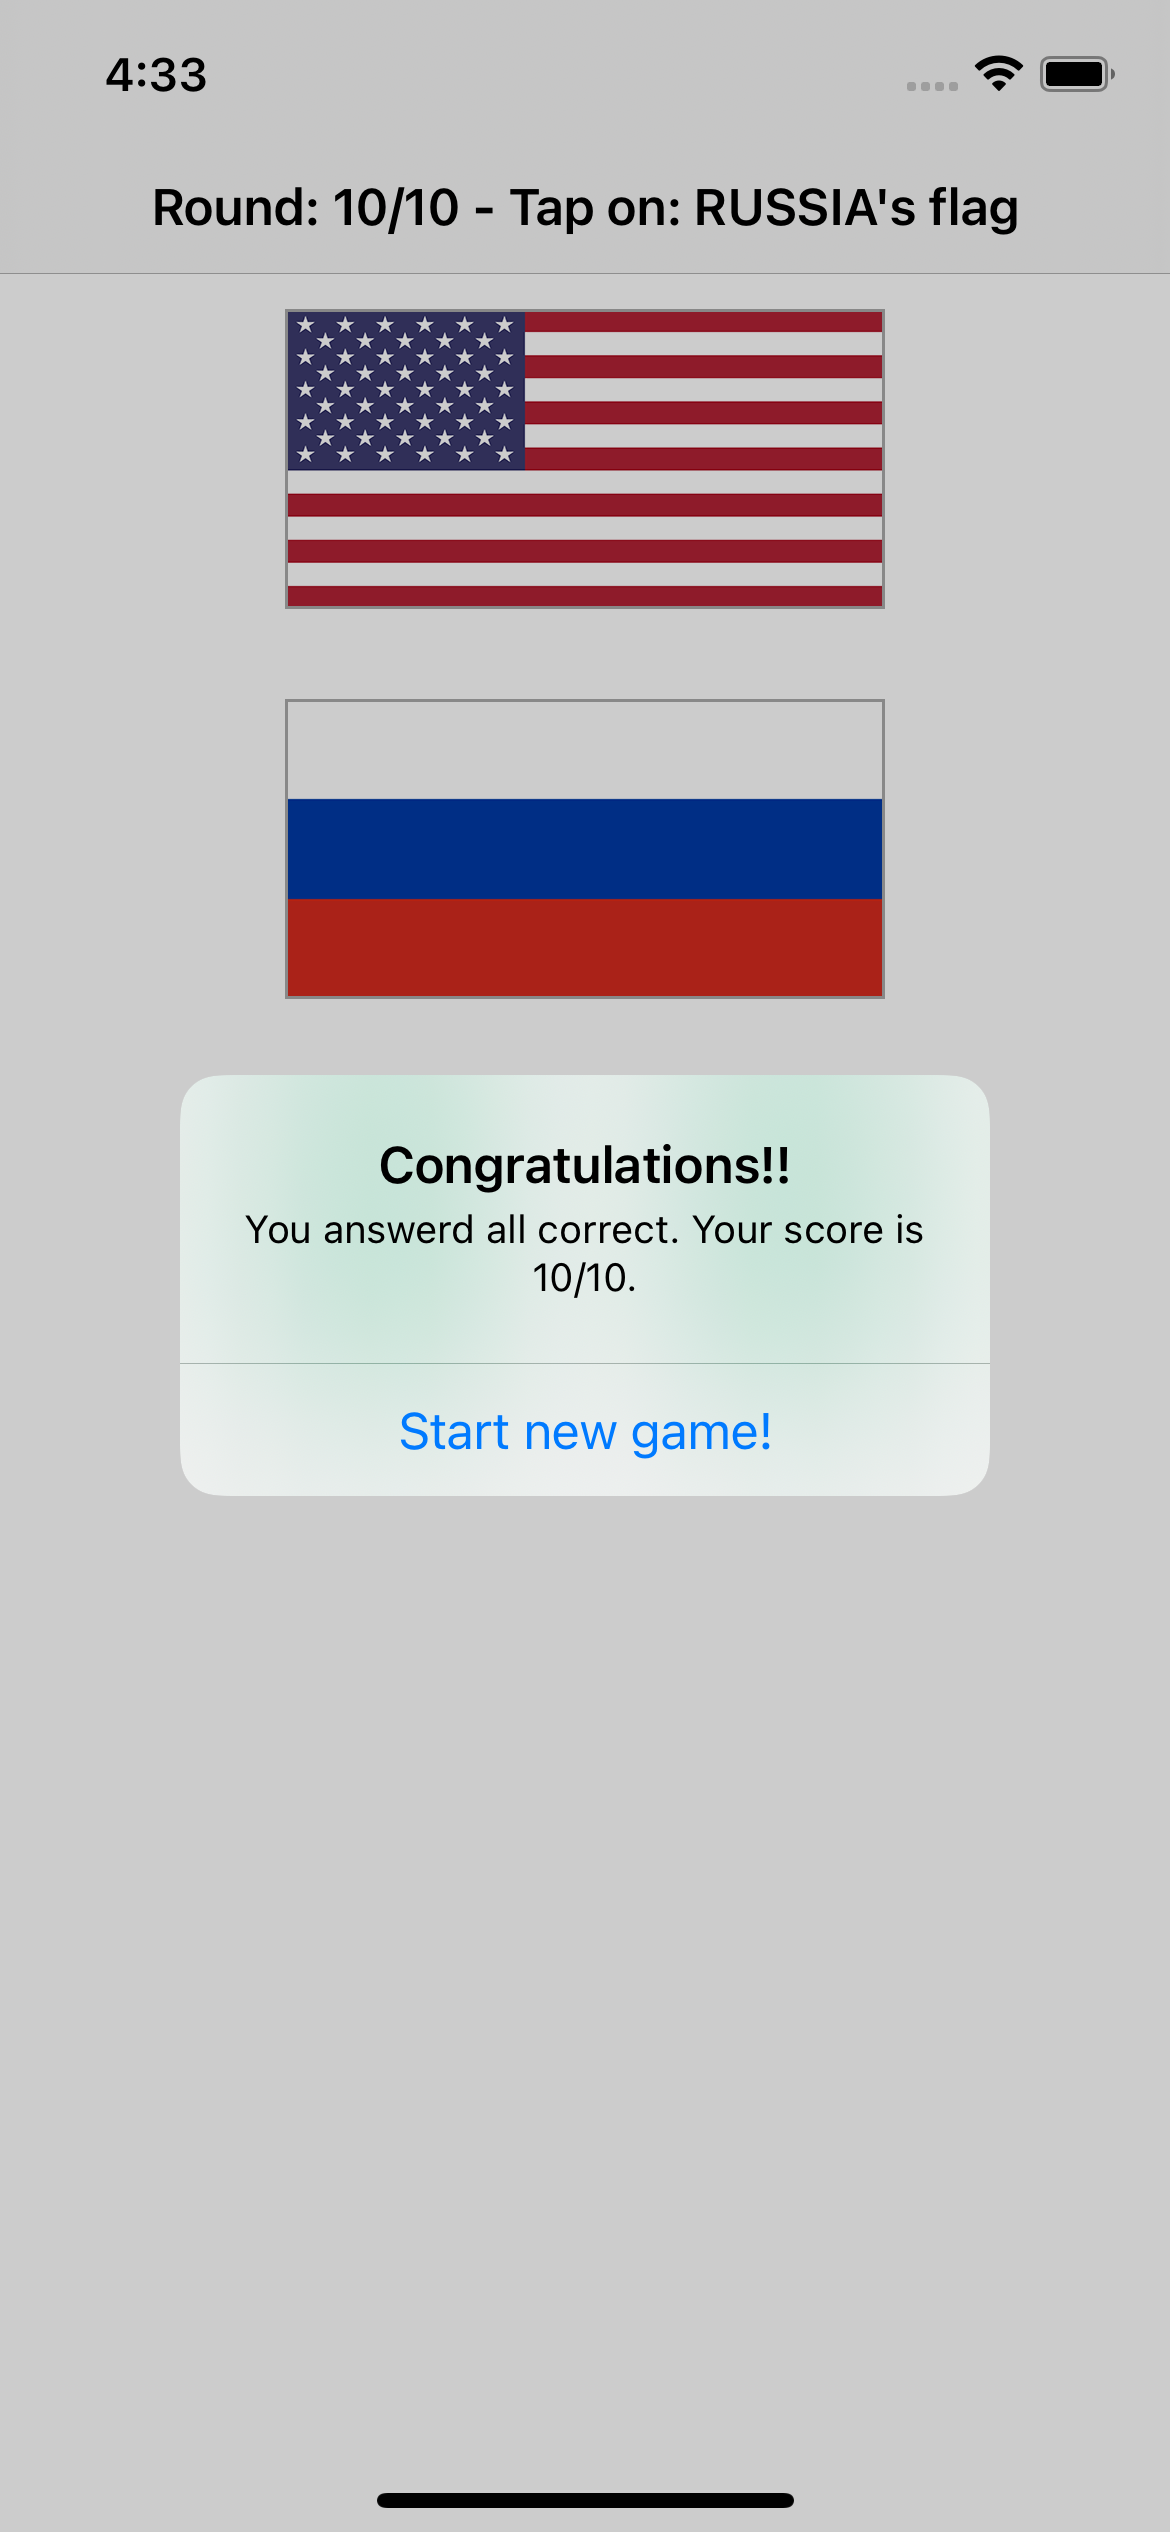 4:33
Round: 10/10 - Tap on: RUSSIA's flag
Congratulations!!
You answerd all correct. Your score is
10/10.
Start new game!